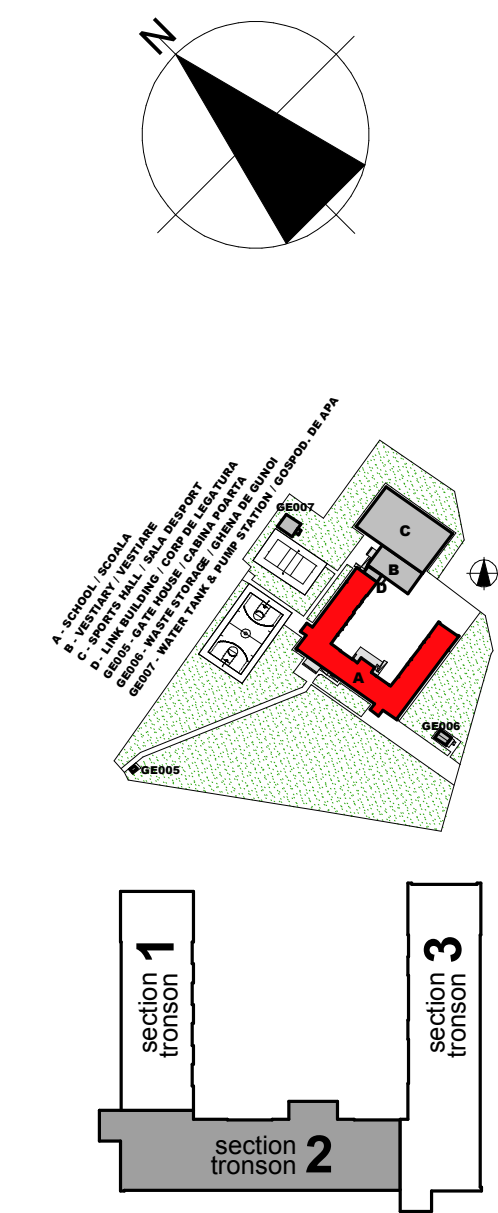 N
A - SCHOOL / SCOALA
B - VESTIARY / VESTIARE
C - SPORTS HALL / SALA DESPORT
D - LINK BUILDING / CORP DE LEGATURA
GE005 - GATE HOUSE / CABINA POARTA
GE006 - WASTE STORAGE / GHENA DE GUNOI
GE007 - WATER TANK & PUMP STATION / GOSPOD. DE APA
GE007
C
B
D
A
GE006
GE005
section
tronson 1
section
tronson 3
section
tronson 2